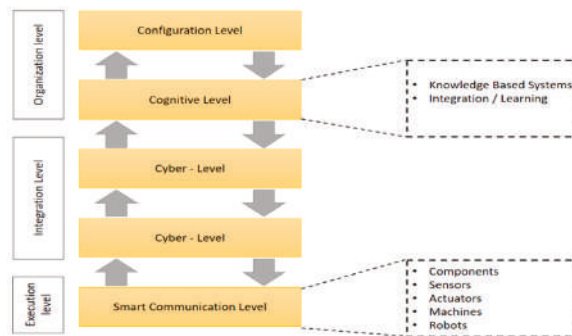 Organization level
Integration Level
Execution
level
Configuration Level
Cognitive Level
Cyber - Level
Cyber - Level
Smart Communication Level
• Knowledge Based Systems
• Integration / Learning
• Components
• Sensors
• Actuators
• Machines
• Robots